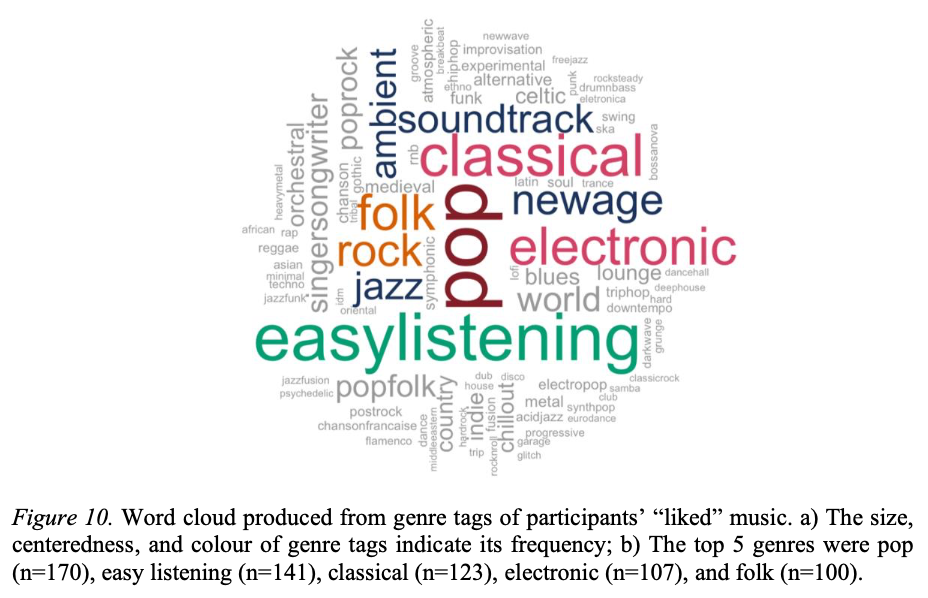 newwave
improvisation
freejazz
groove
atmospheric
breakbeat
hiphop
experimental
ethno
alternative
punk
rocksteady
drumnbass
funk
celtic
eletronica
poprock
ambient
soundtrack
swing
ska
classical
rnb
bossanova
singersongwriter
orchestral
heavymetal
chanson
gothic
tribal
medieval
latin soul trance
folk
pop
newage
african rap
reggae
rock
symphonic
electronic
asian
minimal
techno
jazzfunk
idm
jazz
oriental
lofi
blues
lounge
dancehall
world
triphop
deephouse
hard
downtempo
easylistening
darkwave
grunge
jazzfusion
psychedelic
popfolk
country
dub
disco
house
indie
chillout
electropop
classicrock
samba
club
metal
synthpop
postrock
chansonfrancaise
flamenco
dance
middleeastern
hardrock
fusion
acidjazz
eurodance
progressive
garage
trip
rocknroll
glitch
Figure 10. Word cloud produced from genre tags of participants’ “liked” music. a) The size,
centeredness, and colour of genre tags indicate its frequency; b) The top 5 genres were pop
(n=170), easy listening (n=141), classical (n=123), electronic (n=107), and folk (n=100).